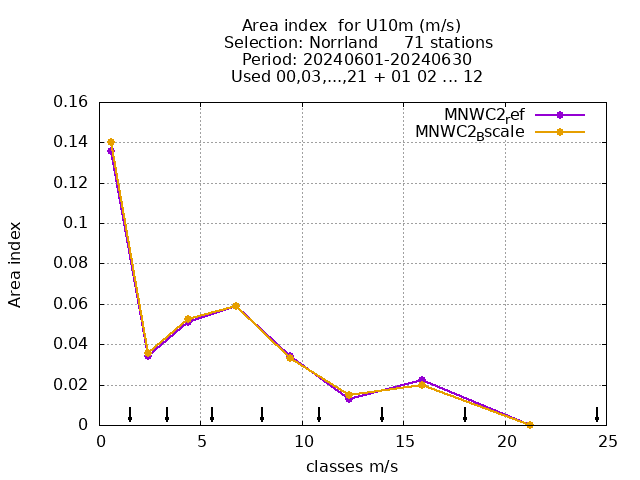 Area index  for U10m (m/s)
Selection: Norrland     71 stations
Period: 20240601-20240630
Used 00,03,...,21 + 01 02 ... 12
MNWC2ref
MNWC2Bscale
Area index
0.16
0.14
0.12
0.1
0.08
0.06
0.04
0.02
0
0 5 10 15 20 25
classes m/s